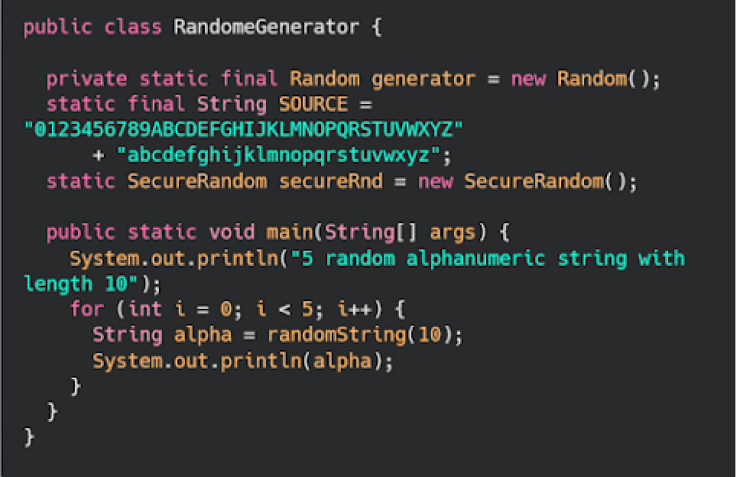 public class RandomeGenerator {
private static final Random generator = new Random();
static final String SOURCE =
"0123456789ABCDEFGHIJKLMNOPQRSTUVWXYZ"
+ "abcdefghijklmnopqrstuvwxyz";
static SecureRandom secureRnd = new SecureRandom();
public static void main(String[] args) {
System.out.println("5 random alphanumeric string with
length 10");
for (int i = 0; i < 5; i++) {
String alpha = randomString(10);
System.out.println(alpha);
}
}
}